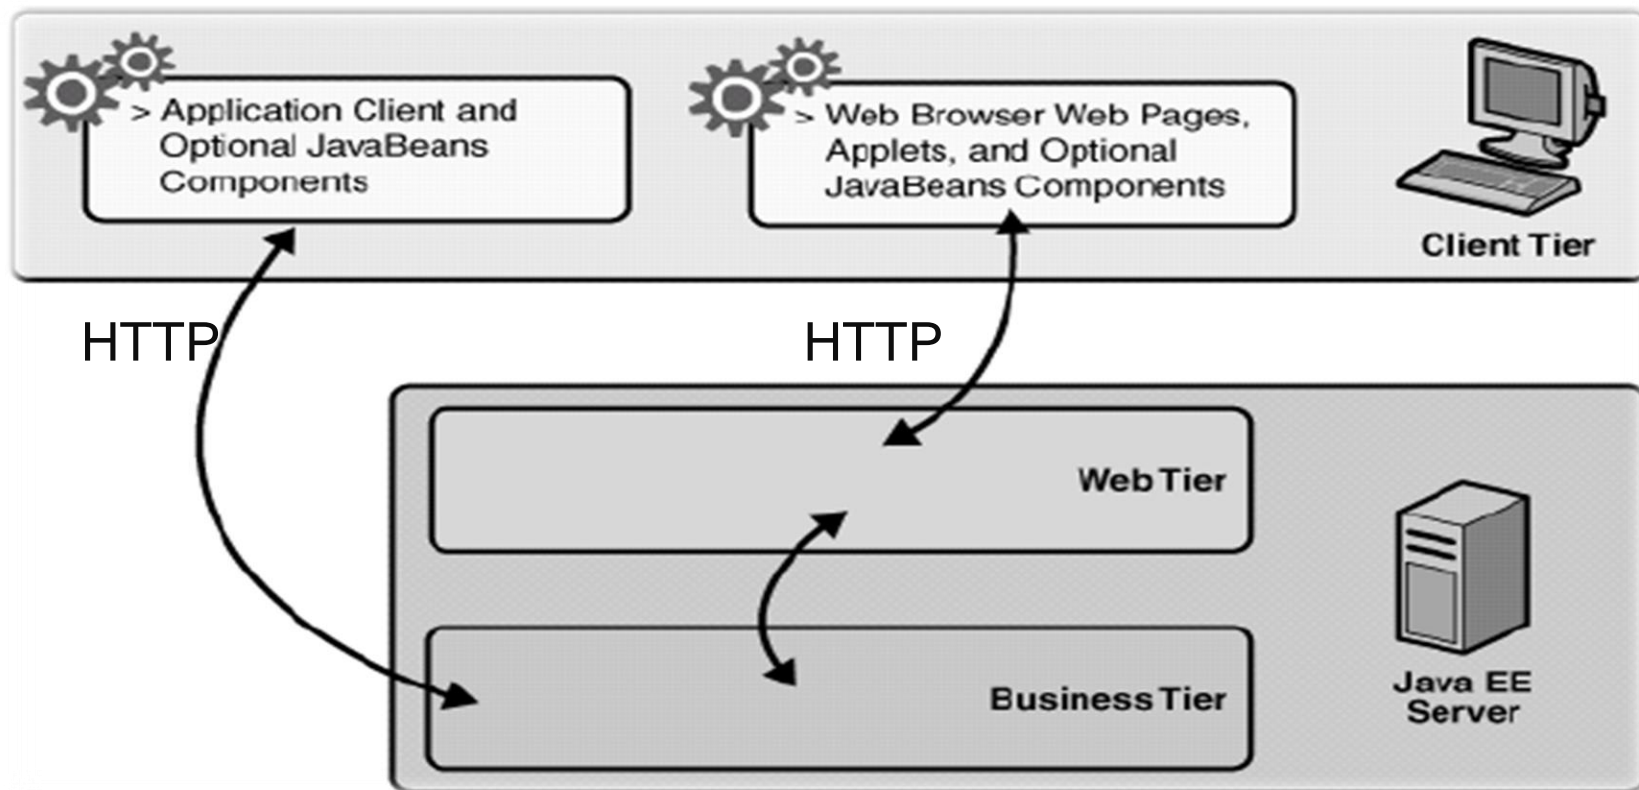 > Application Client and
Optional JavaBeans
Components
> Web Browser Web Pages,
Applets, and Optional
JavaBeans Components
Client Tier
HTTP
HTTP
Web Tier
Business Tier
Java EE
Server